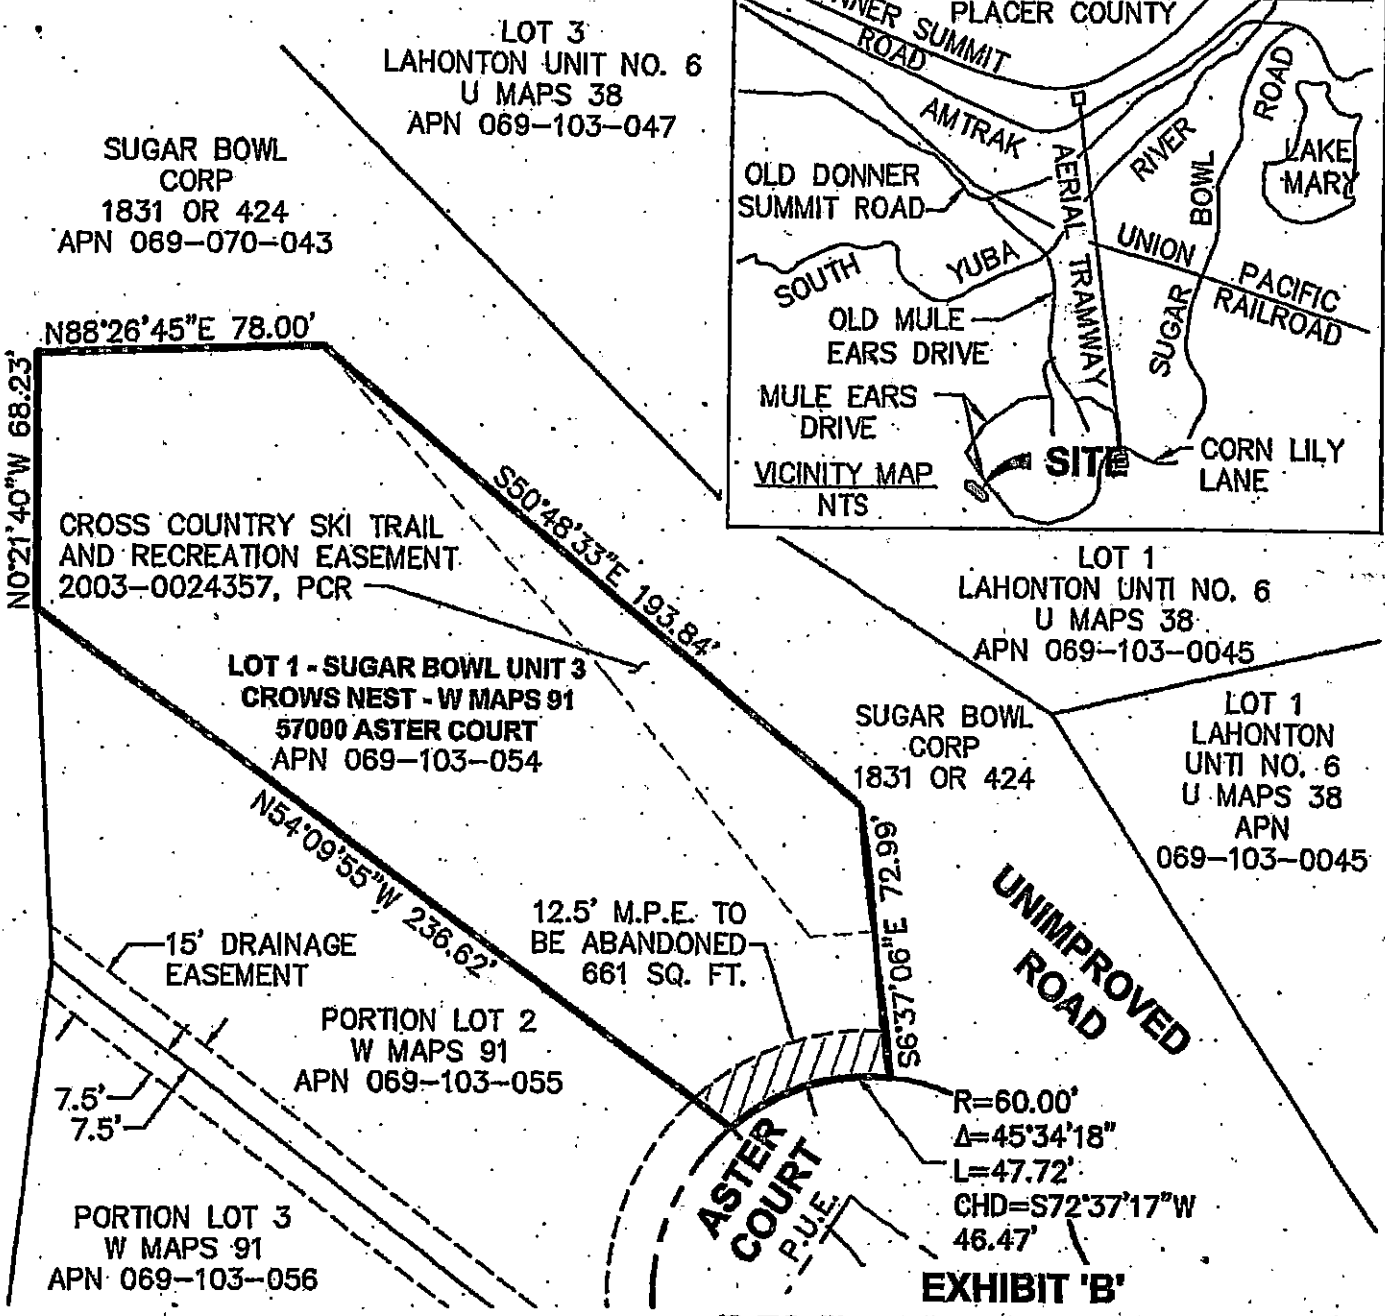 LOT 3
LAHONTON UNIT NO. 6
U MAPS 38
APN 069-103-047
SUGAR BOWL
CORP
1831 OR 424
APN 069-070-043
PLACER COUNTY
SUMMIT
ROAD
AMTRAK
OLD DONNER
SUMMIT ROAD
AERIAL TRAMWAY
RIVER
SUGAR BOWL ROAD
LAKE
MARY
SOUTH YUBA
UNION PACIFIC
RAILROAD
OLD MULE
EARS DRIVE
MULE EARS
DRIVE
SITE
CORN LILY
LANE
VICINITY MAP
NTS
N88°26'45"E 78.00'
N0°21'40"W 68.23'
S50°48'33"E 193.84'
CROSS COUNTRY SKI TRAIL
AND RECREATION EASEMENT
2003-0024357, PCR
LOT 1 - SUGAR BOWL UNIT 3
CROWS NEST - W MAPS 91
57000 ASTER COURT
APN 069-103-054
LOT 1
LAHONTON UNTI NO. 6
U MAPS 38
APN 069-103-0045
LOT 1
LAHONTON
UNTI NO. 6
U MAPS 38
APN
069-103-0045
SUGAR BOWL
CORP
1831 OR 424
N54°09'55"W 236.62'
S6°37'06"E 72.99'
UNIMPROVED
ROAD
12.5' M.P.E. TO
BE ABANDONED
661 SQ. FT.
15' DRAINAGE
EASEMENT
PORTION LOT 2
W MAPS 91
APN 069-103-055
7.5'
7.5'
R=60.00'
Δ=45°34'18"
L=47.72'
CHD=S72°37'17"W
46.47'
ASTER
COURT
P.U.E.
PORTION LOT 3
W MAPS 91
APN 069-103-056
EXHIBIT 'B'